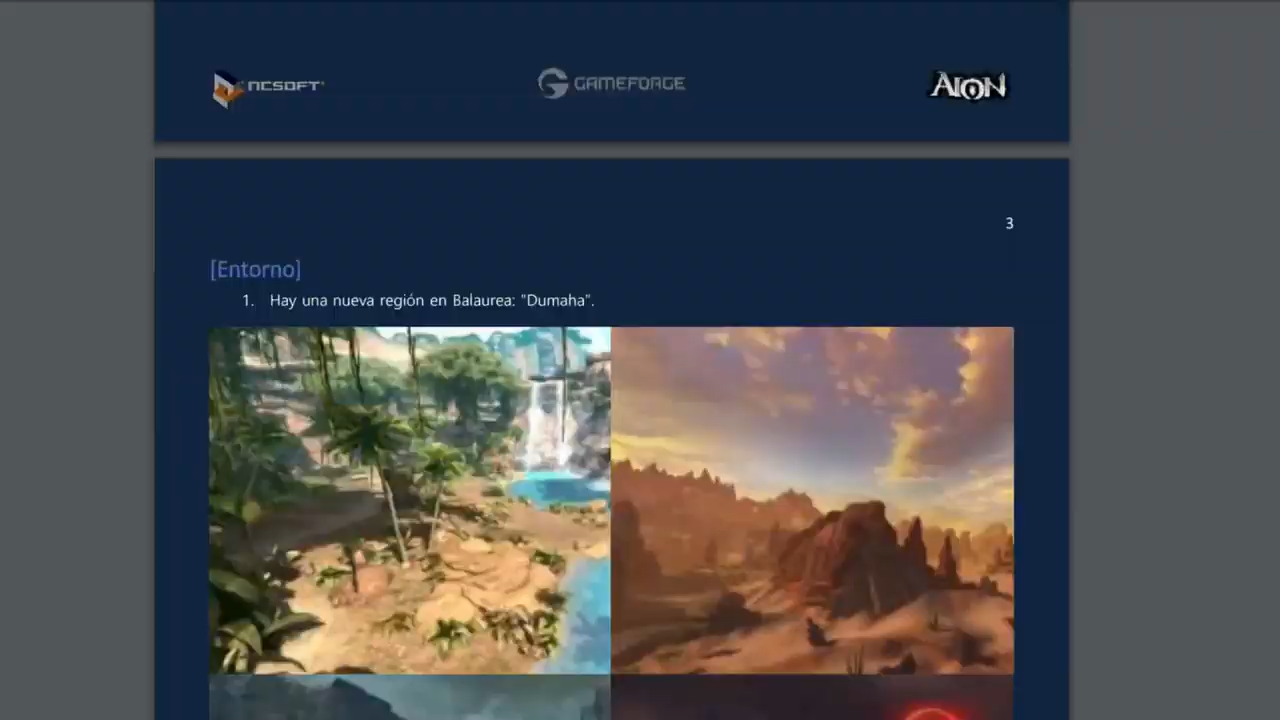 NCSOFT
GAMEFORGE
AION
3
[Entorno]
1. Hay una nueva región en Balaurea: "Dumaha".